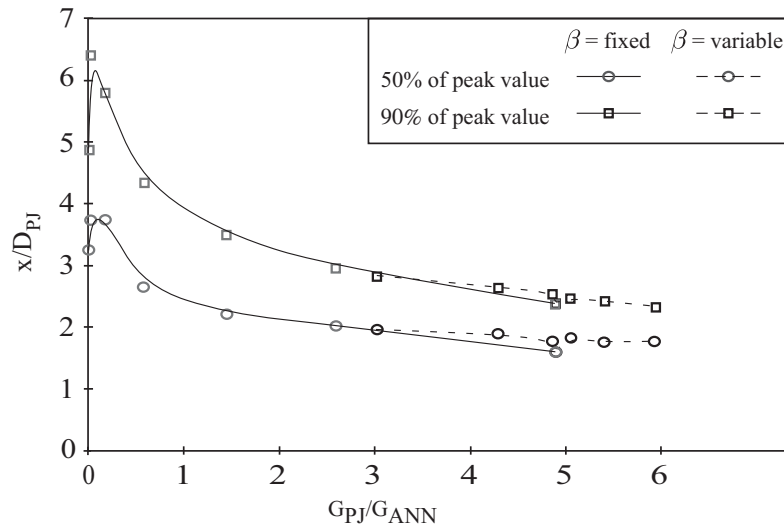 7
6
5
4
3
2
1
0
x/D_PJ
β = fixed β = variable
50% of peak value
90% of peak value
0 1 2 3 4 5 6
G_PJ/G_ANN